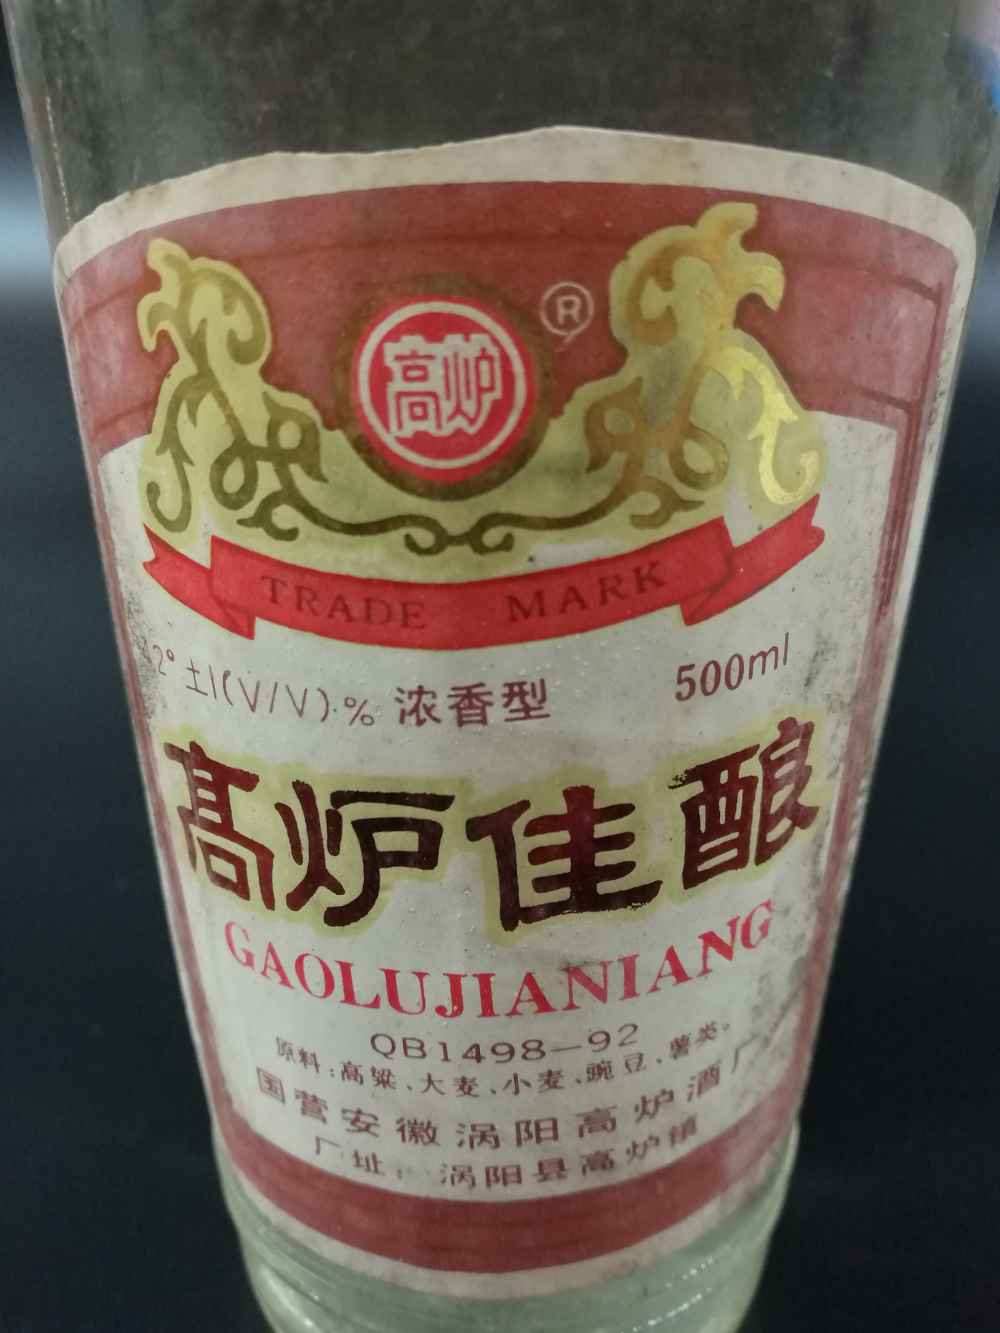 高炉
®
TRADE MARK
2° ±1(V/V)·% 浓香型 500ml
高炉佳酿
GAOLUJIANIANG
QB1498-92
原料:高粱、大麦、小麦、豌豆、薯类。
国营安徽涡阳高炉酒厂
厂址:涡阳县高炉镇